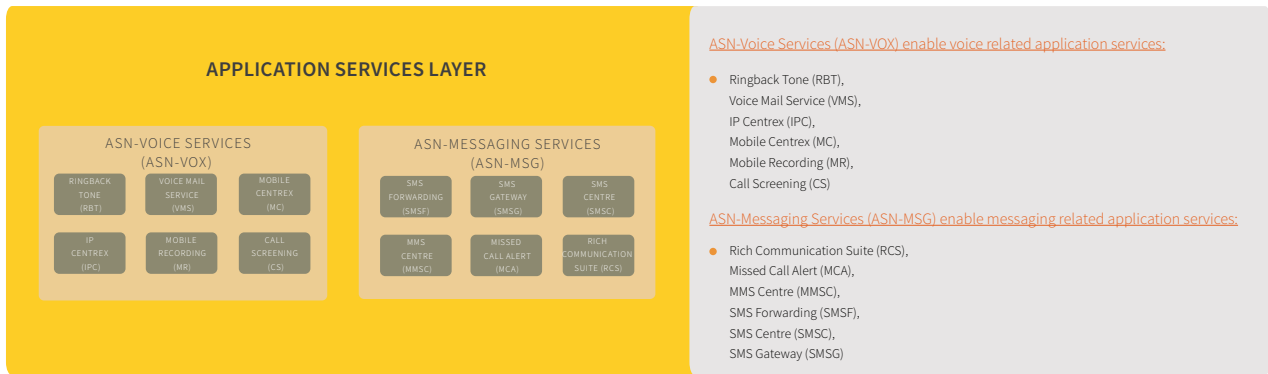 APPLICATION SERVICES LAYER
ASN-VOICE SERVICES
(ASN-VOX)
RINGBACK
TONE
(RBT)
VOICE MAIL
SERVICE
(VMS)
MOBILE
CENTREX
(MC)
IP
CENTREX
(IPC)
MOBILE
RECORDING
(MR)
CALL
SCREENING
(CS)
ASN-MESSAGING SERVICES
(ASN-MSG)
SMS
FORWARDING
(SMSF)
SMS
GATEWAY
(SMSG)
SMS
CENTRE
(SMSC)
MMS
CENTRE
(MMSC)
MISSED
CALL ALERT
(MCA)
RICH
COMMUNICATION
SUITE (RCS)
ASN-Voice Services (ASN-VOX) enable voice related application services:
Ringback Tone (RBT),
Voice Mail Service (VMS),
IP Centrex (IPC),
Mobile Centrex (MC),
Mobile Recording (MR),
Call Screening (CS)
ASN-Messaging Services (ASN-MSG) enable messaging related application services:
Rich Communication Suite (RCS),
Missed Call Alert (MCA),
MMS Centre (MMSC),
SMS Forwarding (SMSF),
SMS Centre (SMSC),
SMS Gateway (SMSG)